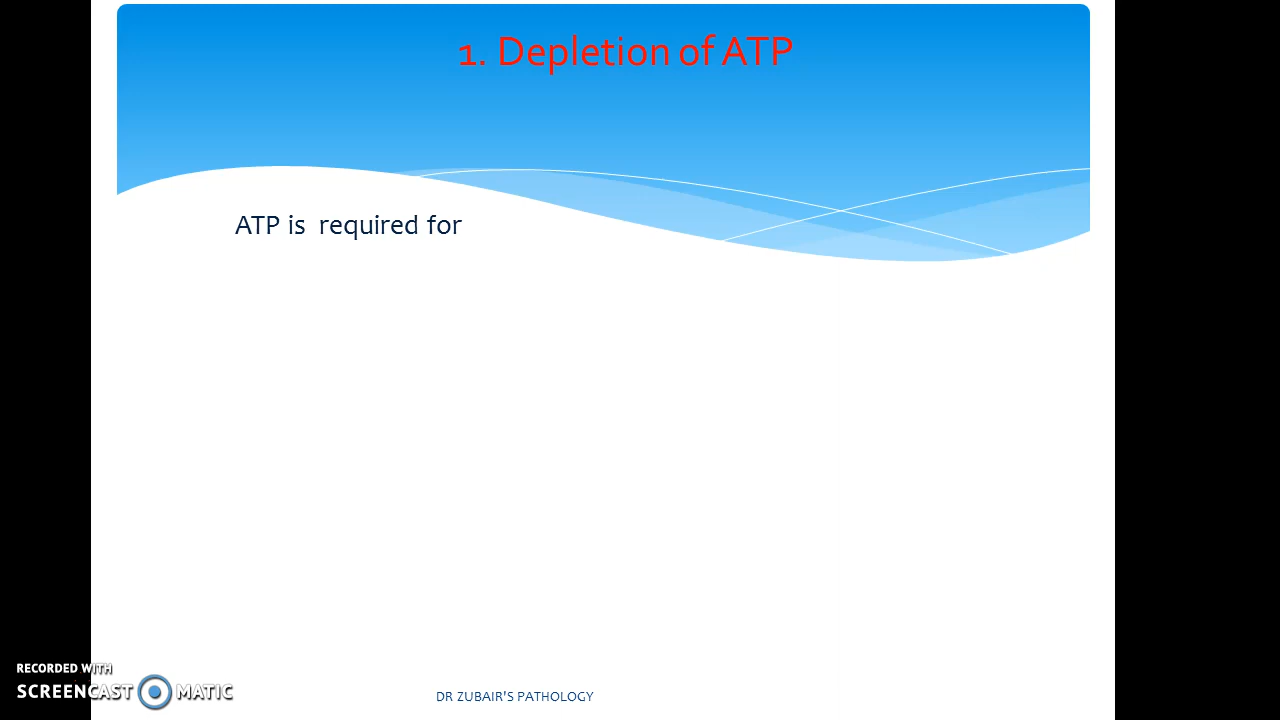 1. Depletion of ATP
ATP is required for
RECORDED WITH
SCREENCAST MATIC
DR ZUBAIR'S PATHOLOGY